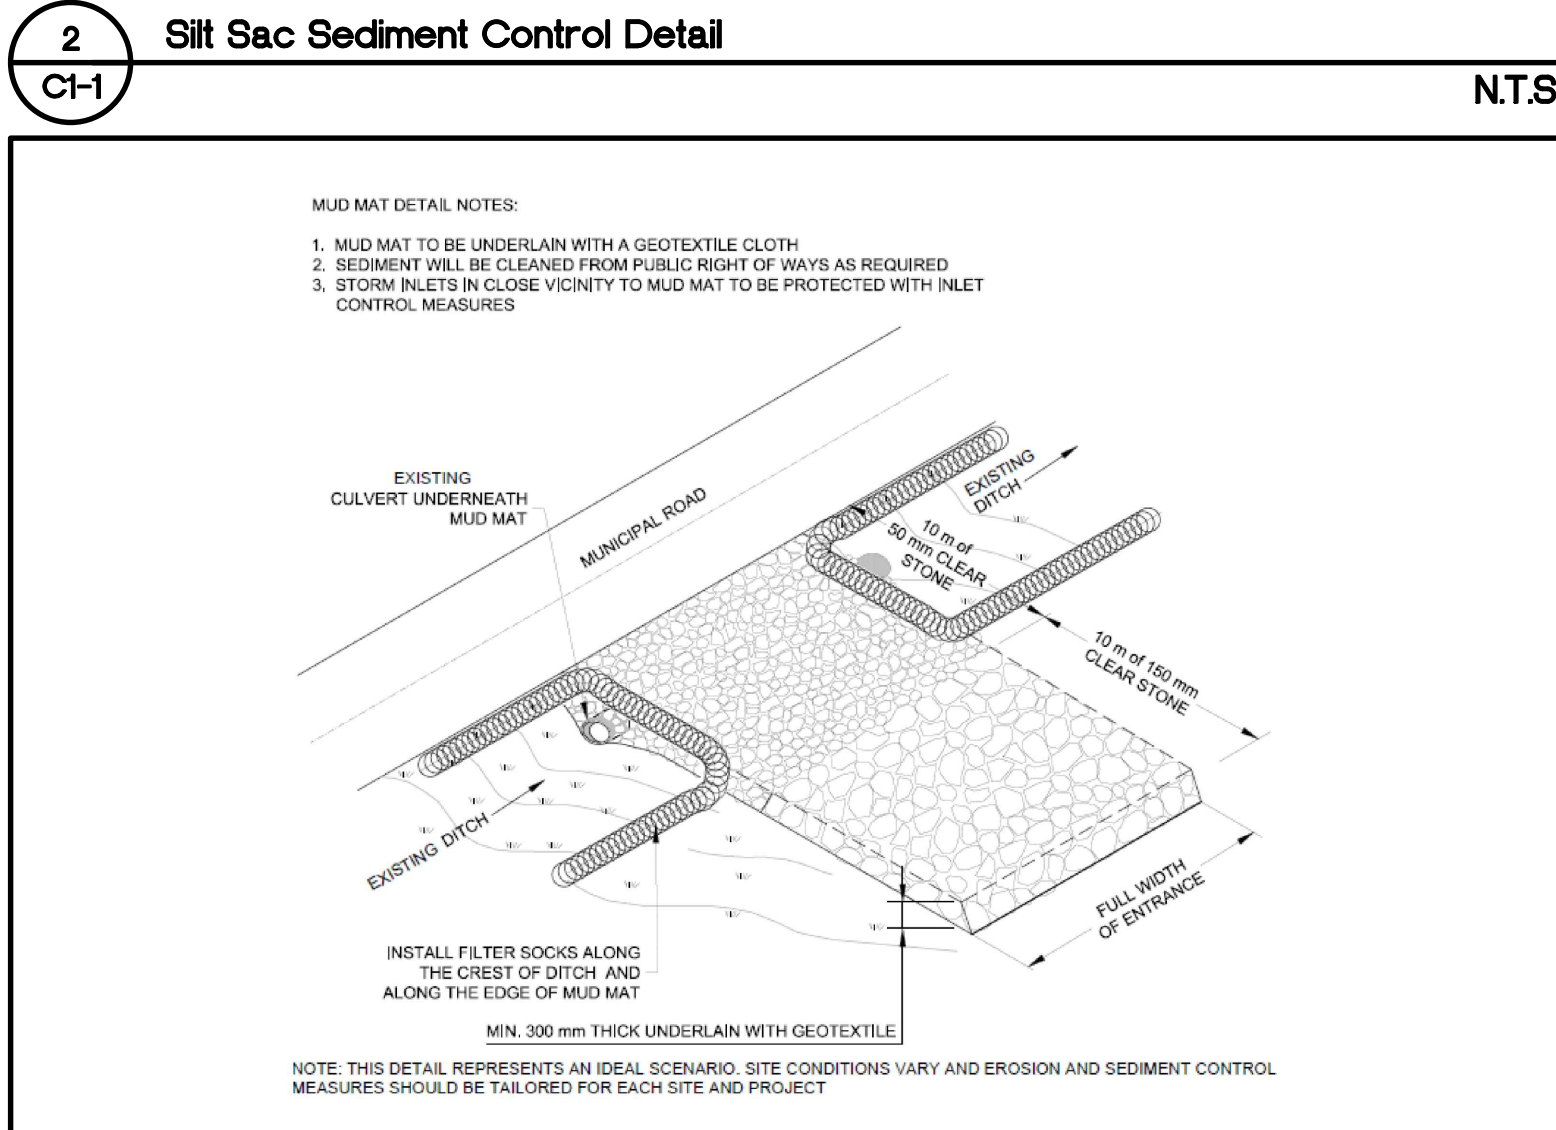 2
Silt Sac Sediment Control Detail
C1-1
N.T.S
MUD MAT DETAIL NOTES:
1. MUD MAT TO BE UNDERLAIN WITH A GEOTEXTILE CLOTH
2. SEDIMENT WILL BE CLEANED FROM PUBLIC RIGHT OF WAYS AS REQUIRED
3. STORM INLETS IN CLOSE VICINITY TO MUD MAT TO BE PROTECTED WITH INLET
CONTROL MEASURES
EXISTING
CULVERT UNDERNEATH
MUD MAT
MUNICIPAL ROAD
EXISTING
DITCH
10 m of
50 mm CLEAR
STONE
10 m of 150 mm
CLEAR STONE
EXISTING DITCH
FULL WIDTH
OF ENTRANCE
INSTALL FILTER SOCKS ALONG
THE CREST OF DITCH AND
ALONG THE EDGE OF MUD MAT
MIN. 300 mm THICK UNDERLAIN WITH GEOTEXTILE
NOTE: THIS DETAIL REPRESENTS AN IDEAL SCENARIO. SITE CONDITIONS VARY AND EROSION AND SEDIMENT CONTROL
MEASURES SHOULD BE TAILORED FOR EACH SITE AND PROJECT